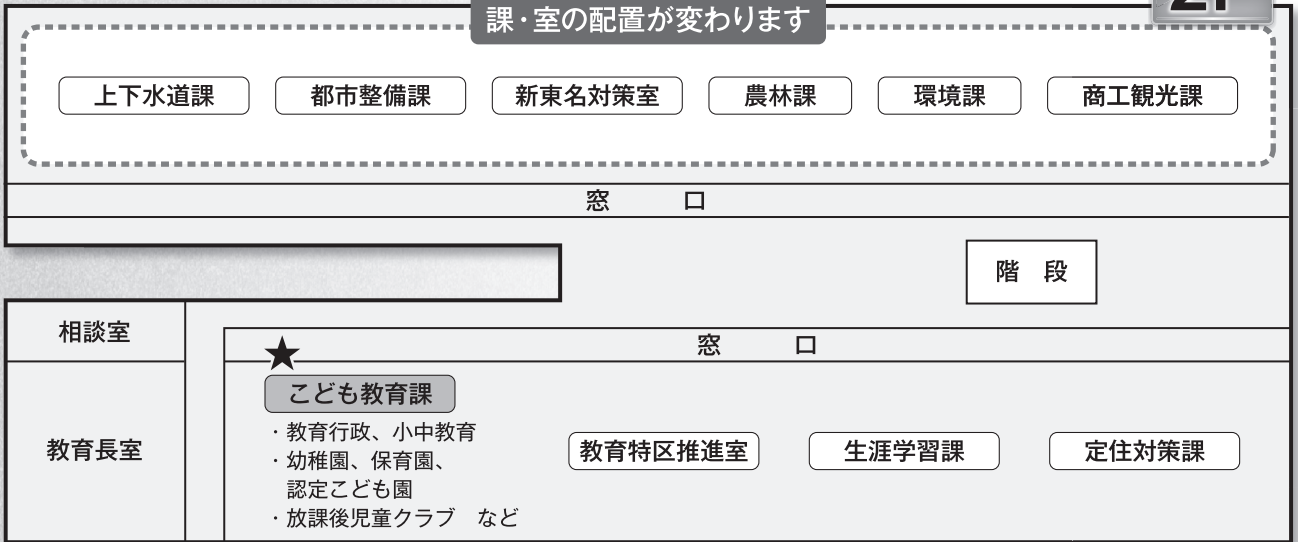 課・室の配置が変わります
上下水道課
都市整備課
新東名対策室
農林課
環境課
商工観光課
窓　口
階　段
相談室
窓　口
★
こども教育課
・教育行政、小中教育
・幼稚園、保育園、
認定こども園
・放課後児童クラブ　など
教育長室
教育特区推進室
生涯学習課
定住対策課